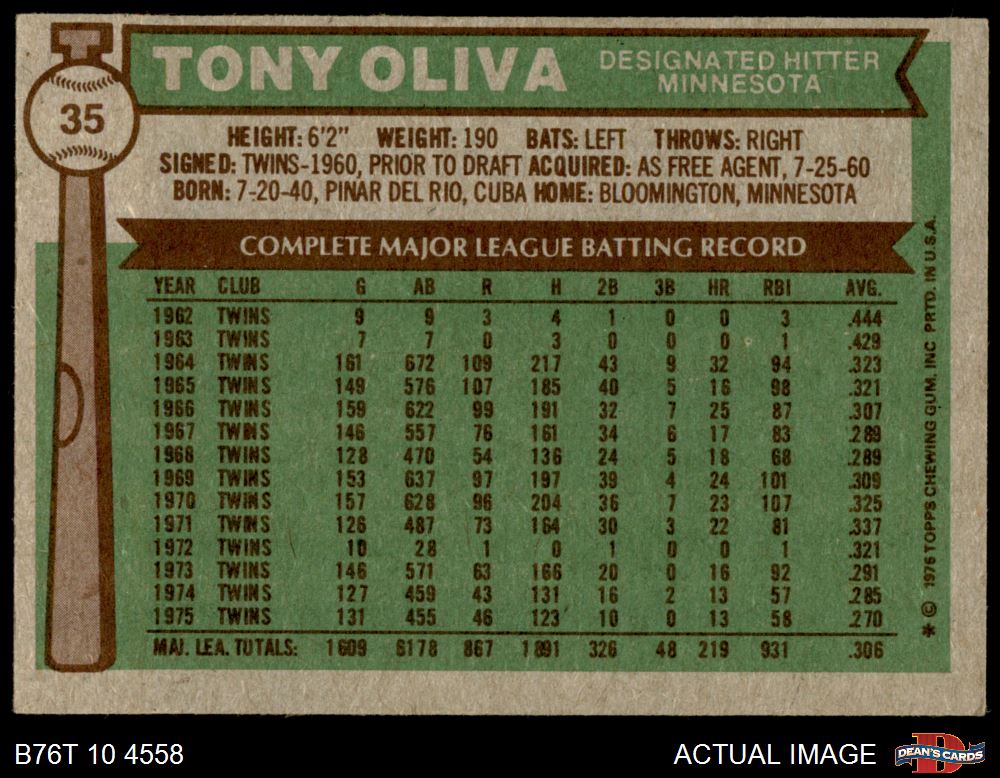 35
TONY OLIVA
DESIGNATED HITTER
MINNESOTA
HEIGHT: 6'2" WEIGHT: 190 BATS: LEFT THROWS: RIGHT
SIGNED: TWINS-1960, PRIOR TO DRAFT ACQUIRED: AS FREE AGENT, 7-25-60
BORN: 7-20-40, PINAR DEL RIO, CUBA HOME: BLOOMINGTON, MINNESOTA
COMPLETE MAJOR LEAGUE BATTING RECORD
YEAR CLUB G AB R H 2B 3B HR RBI AVG.
1962 TWINS 9 9 3 4 1 0 0 3 .444
1963 TWINS 7 7 0 3 0 0 0 1 .429
1964 TWINS 161 672 109 217 43 9 32 94 .323
1965 TWINS 149 576 107 185 40 5 16 98 .321
1966 TWINS 159 622 99 191 32 7 25 87 .307
1967 TWINS 146 557 76 161 34 6 17 83 .289
1968 TWINS 128 470 54 136 24 5 18 68 .289
1969 TWINS 153 637 97 197 39 4 24 101 .309
1970 TWINS 157 628 96 204 36 7 23 107 .325
1971 TWINS 126 487 73 164 30 3 22 81 .337
1972 TWINS 10 28 1 0 1 0 0 1 .321
1973 TWINS 146 571 63 166 20 0 16 92 .291
1974 TWINS 127 459 43 131 16 2 13 57 .285
1975 TWINS 131 455 46 123 10 0 13 58 .270
MAJ. LEA. TOTALS: 1609 6178 867 1891 326 48 219 931 .306
* © 1976 TOPPS CHEWING GUM, INC PRTD. IN U.S.A.
B76T 10 4558
ACTUAL IMAGE
DEAN'S CARDS